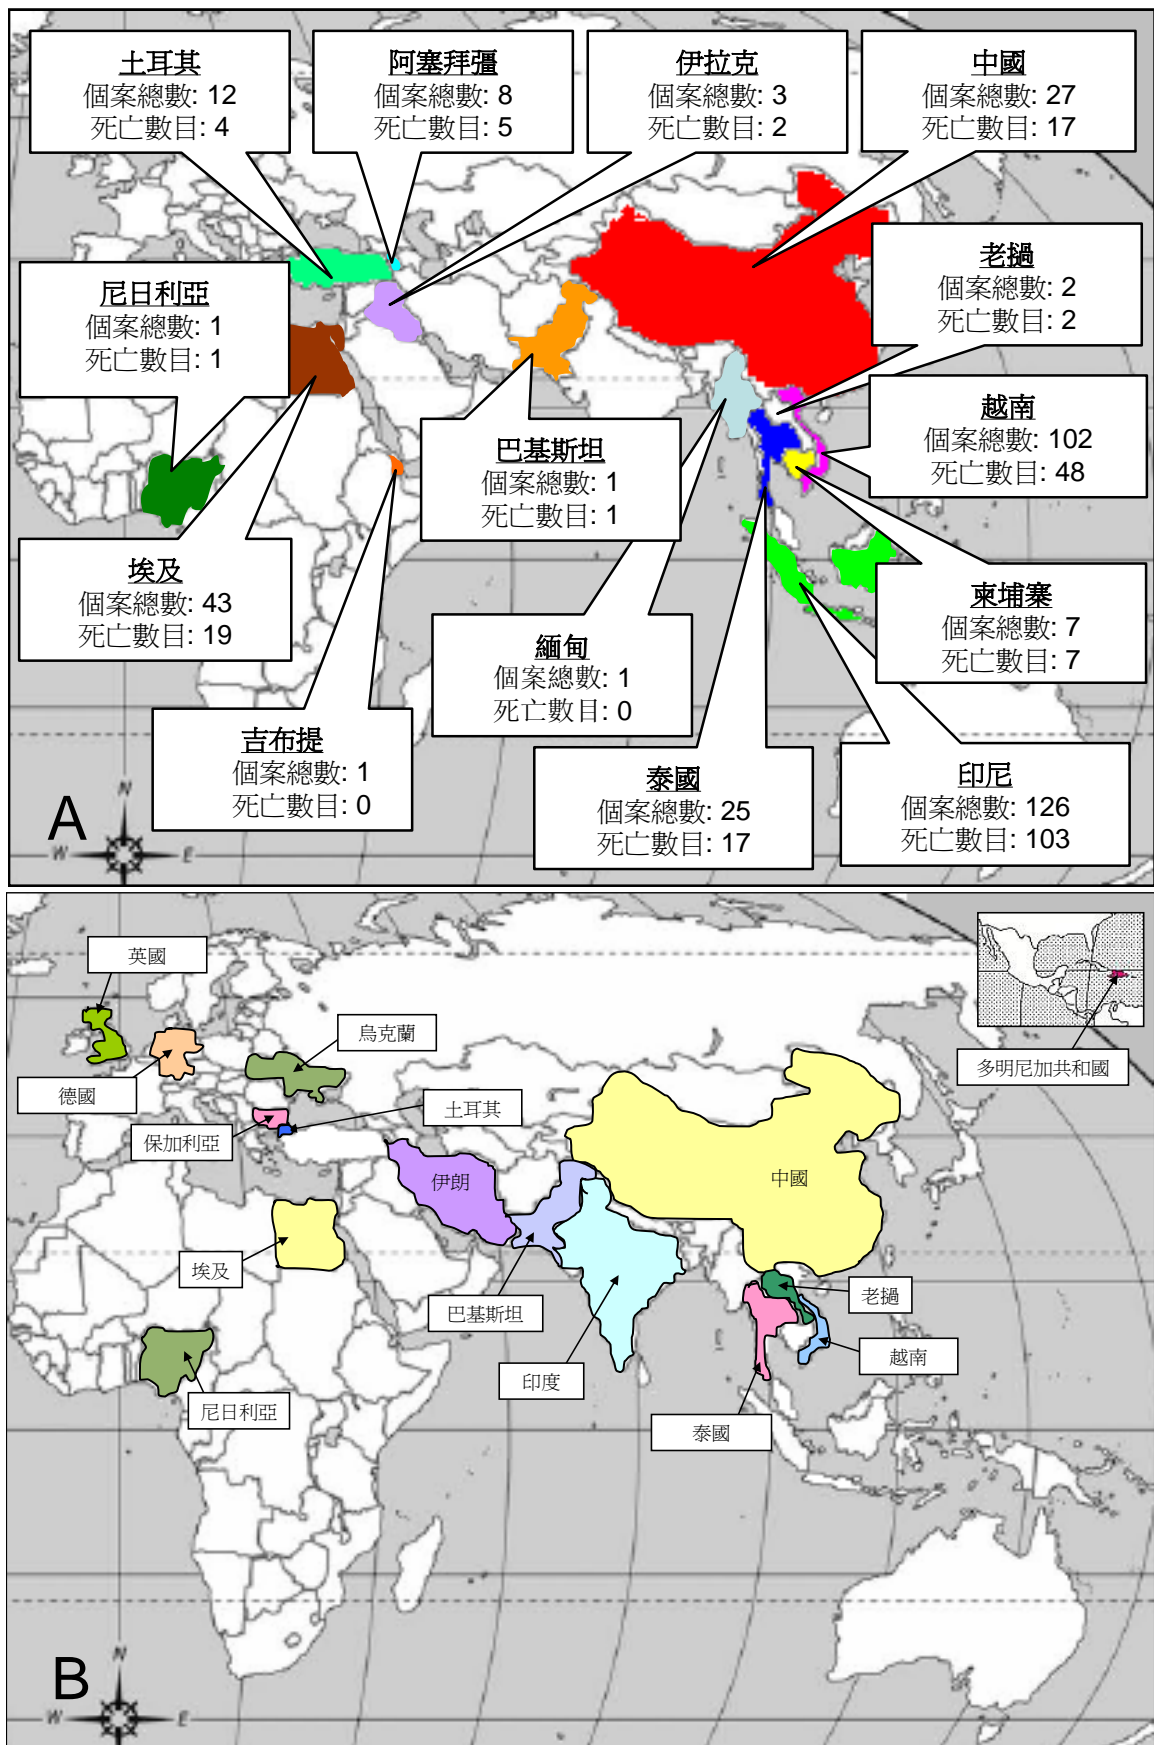 土耳其
個案總數: 12
死亡數目: 4
阿塞拜彊
個案總數: 8
死亡數目: 5
伊拉克
個案總數: 3
死亡數目: 2
中國
個案總數: 27
死亡數目: 17
老撾
個案總數: 2
死亡數目: 2
尼日利亞
個案總數: 1
死亡數目: 1
越南
個案總數: 102
死亡數目: 48
巴基斯坦
個案總數: 1
死亡數目: 1
埃及
個案總數: 43
死亡數目: 19
柬埔寨
個案總數: 7
死亡數目: 7
緬甸
個案總數: 1
死亡數目: 0
吉布提
個案總數: 1
死亡數目: 0
泰國
個案總數: 25
死亡數目: 17
印尼
個案總數: 126
死亡數目: 103
N
W E
A
英國
烏克蘭
多明尼加共和國
德國
土耳其
保加利亞
中國
伊朗
埃及
老撾
巴基斯坦
越南
印度
尼日利亞
泰國
N
W E
B